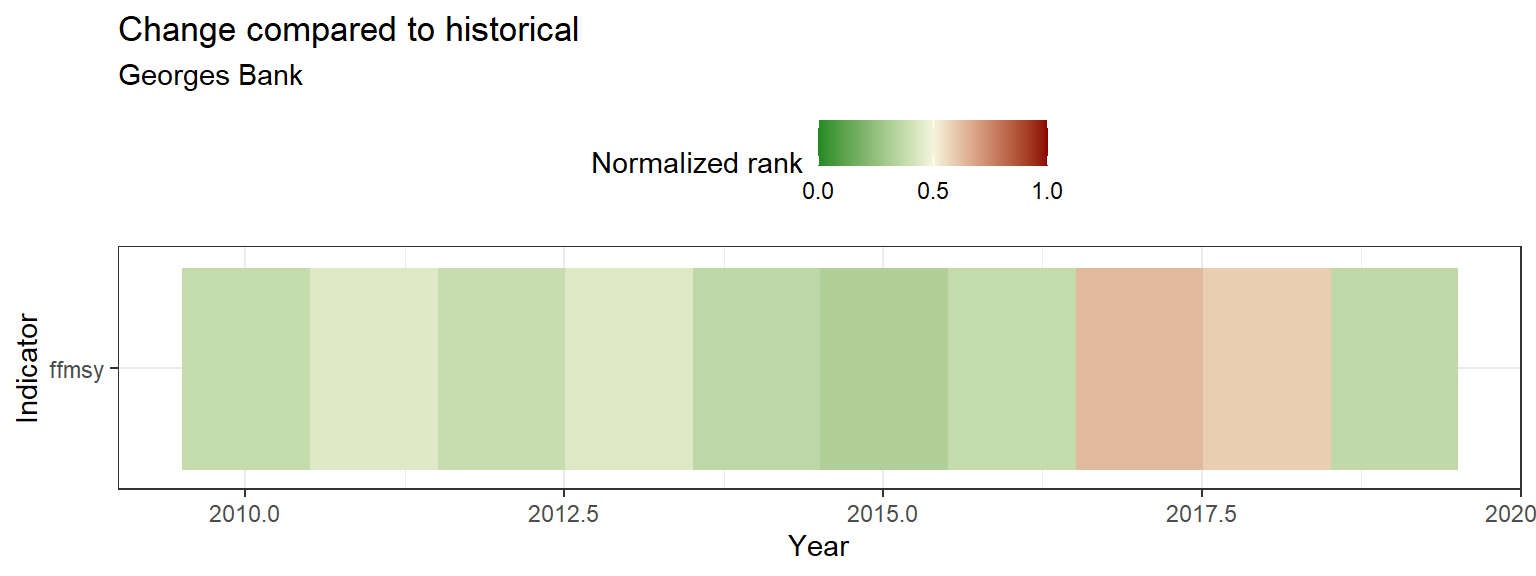 Change compared to historical
Georges Bank
Normalized rank
0.0 0.5 1.0
Indicator
ffmsy
2010.0 2012.5 2015.0 2017.5 2020
Year